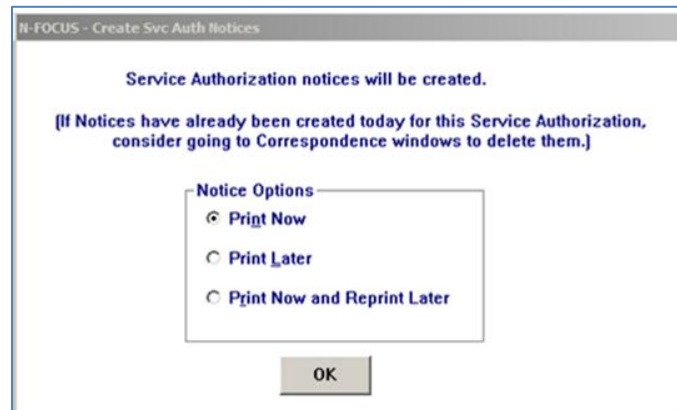 N-FOCUS - Create Svc Auth Notices
Service Authorization notices will be created.
(If Notices have already been created today for this Service Authorization,
consider going to Correspondence windows to delete them.)
Notice Options
Print Now
Print Later
Print Now and Reprint Later
OK